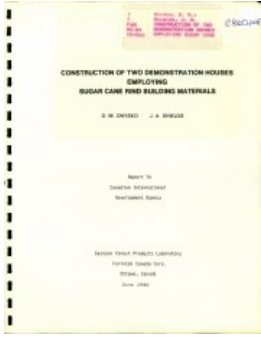 CONSTRUCTION OF TWO DEMONSTRATION HOUSES
EMPLOYING
SUGAR CANE RIND BUILDING MATERIALS
D. M. ONYSKO J. A. SHIELDS
Report To
Canadian International
Development Agency
Eastern Forest Products Laboratory
Forintek Canada Corp.
Ottawa, Canada
June 1980